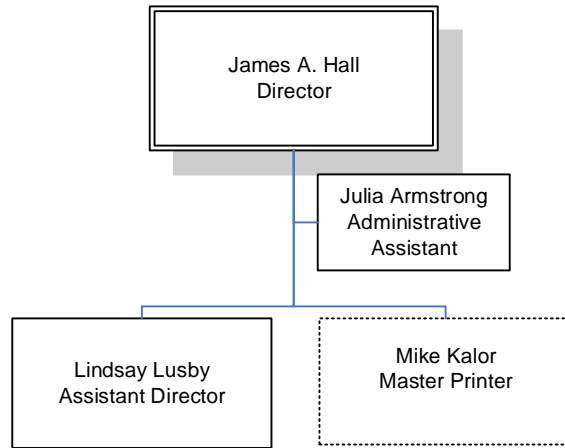 James A. Hall
Director
Julia Armstrong
Administrative
Assistant
Lindsay Lusby
Assistant Director
Mike Kalor
Master Printer